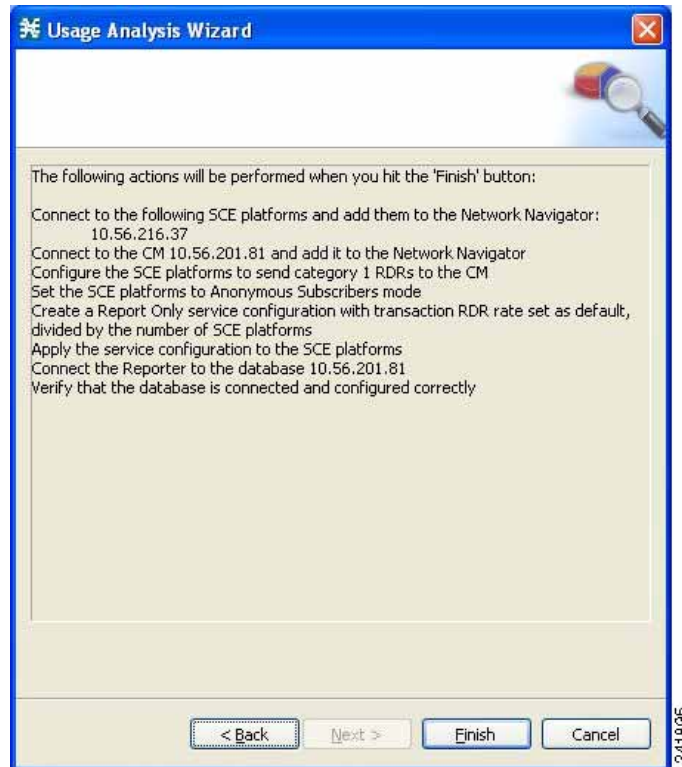 Usage Analysis Wizard
The following actions will be performed when you hit the 'Finish' button:
Connect to the following SCE platforms and add them to the Network Navigator:
10.56.216.37
Connect to the CM 10.56.201.81 and add it to the Network Navigator
Configure the SCE platforms to send category 1 RDRs to the CM
Set the SCE platforms to Anonymous Subscribers mode
Create a Report Only service configuration with transaction RDR rate set as default,
divided by the number of SCE platforms
Apply the service configuration to the SCE platforms
Connect the Reporter to the database 10.56.201.81
Verify that the database is connected and configured correctly
< Back
Next >
Finish
Cancel